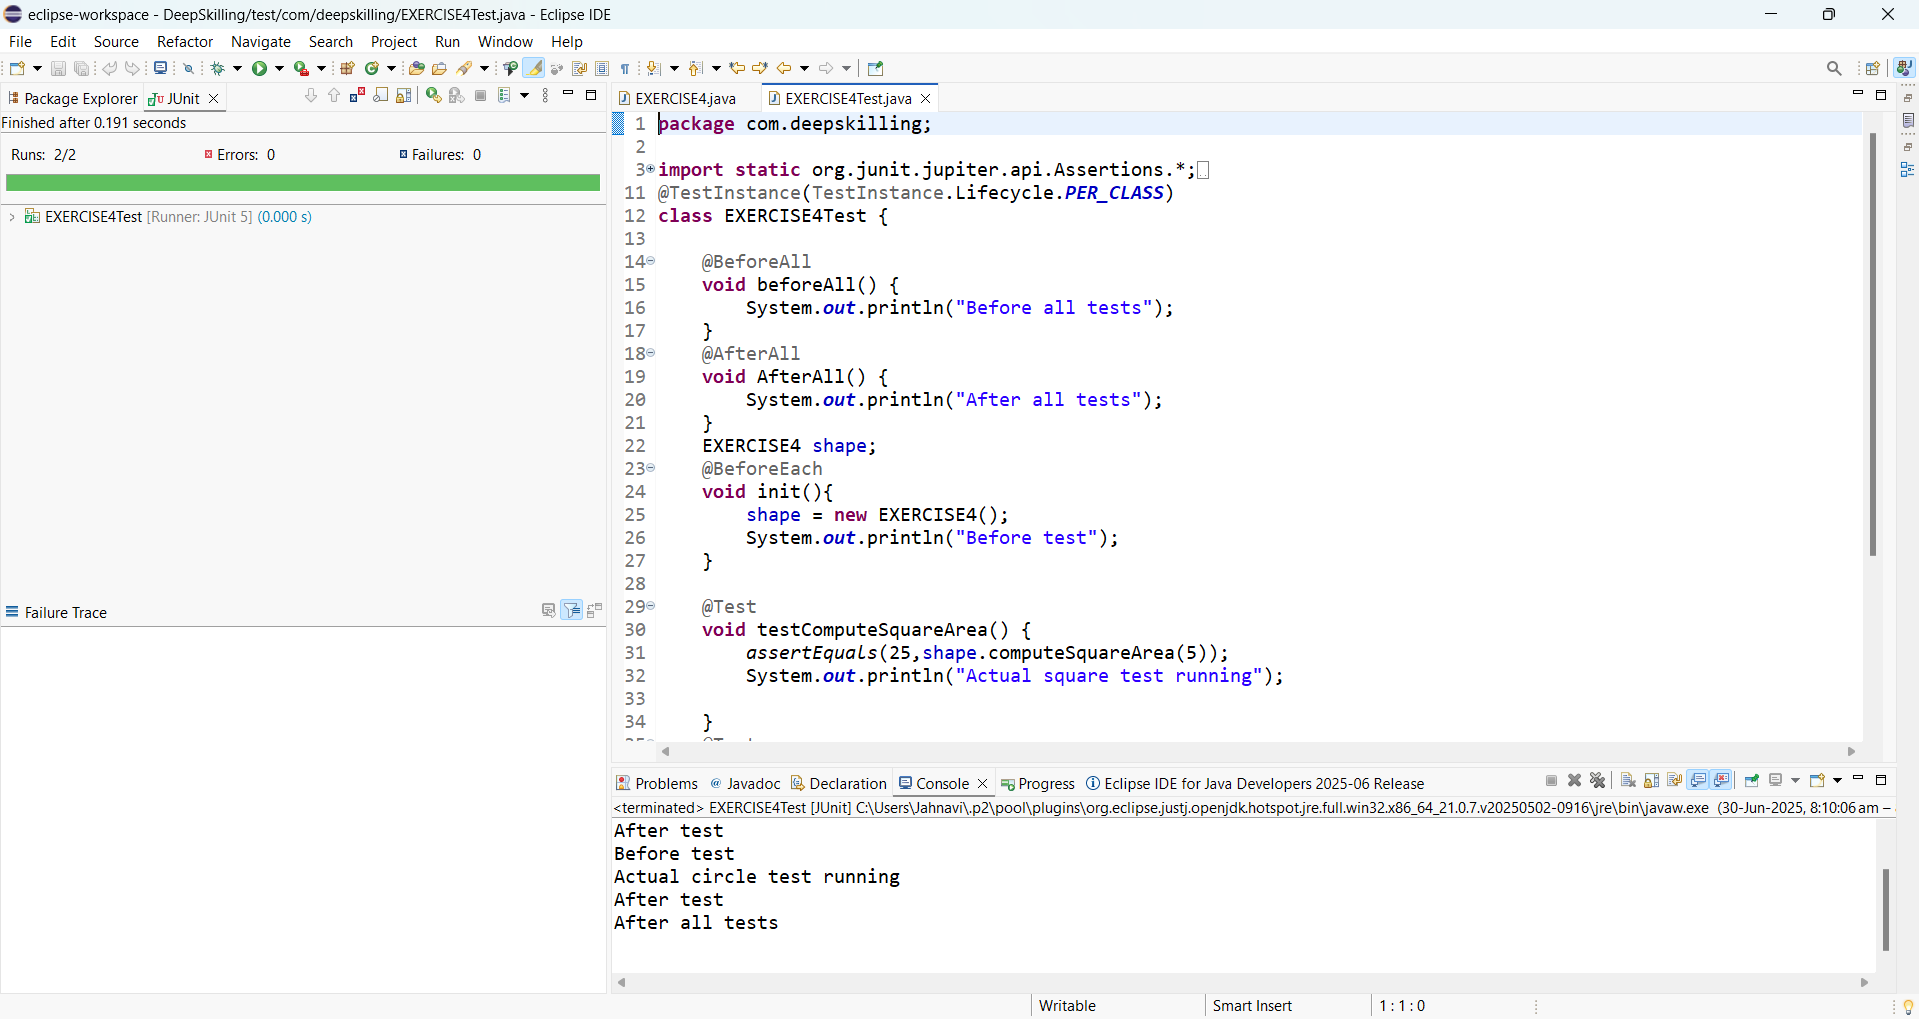 eclipse-workspace - DeepSkilling/test/com/deepskilling/EXERCISE4Test.java - Eclipse IDE
File Edit Source Refactor Navigate Search Project Run Window Help
Package Explorer JUnit
Finished after 0.191 seconds
Runs: 2/2 Errors: 0 Failures: 0
EXERCISE4Test [Runner: JUnit 5] (0.000 s)
Failure Trace
EXERCISE4.java EXERCISE4Test.java
1 package com.deepskilling;
2
3 import static org.junit.jupiter.api.Assertions.*;
11 @TestInstance(TestInstance.Lifecycle.PER_CLASS)
12 class EXERCISE4Test {
13
14 @BeforeAll
15 void beforeAll() {
16 System.out.println("Before all tests");
17 }
18 @AfterAll
19 void AfterAll() {
20 System.out.println("After all tests");
21 }
22 EXERCISE4 shape;
23 @BeforeEach
24 void init(){
25 shape = new EXERCISE4();
26 System.out.println("Before test");
27 }
28
29 @Test
30 void testComputeSquareArea() {
31 assertEquals(25,shape.computeSquareArea(5));
32 System.out.println("Actual square test running");
33
34 }
Problems Javadoc Declaration Console Progress Eclipse IDE for Java Developers 2025-06 Release
<terminated> EXERCISE4Test [JUnit] C:\Users\Jahnavi\.p2\pool\plugins\org.eclipse.justj.openjdk.hotspot.jre.full.win32.x86_64_21.0.7.v20250502-0916\jre\bin\javaw.exe (30-Jun-2025, 8:10:06 am –
After test
Before test
Actual circle test running
After test
After all tests
Writable Smart Insert 1 : 1 : 0